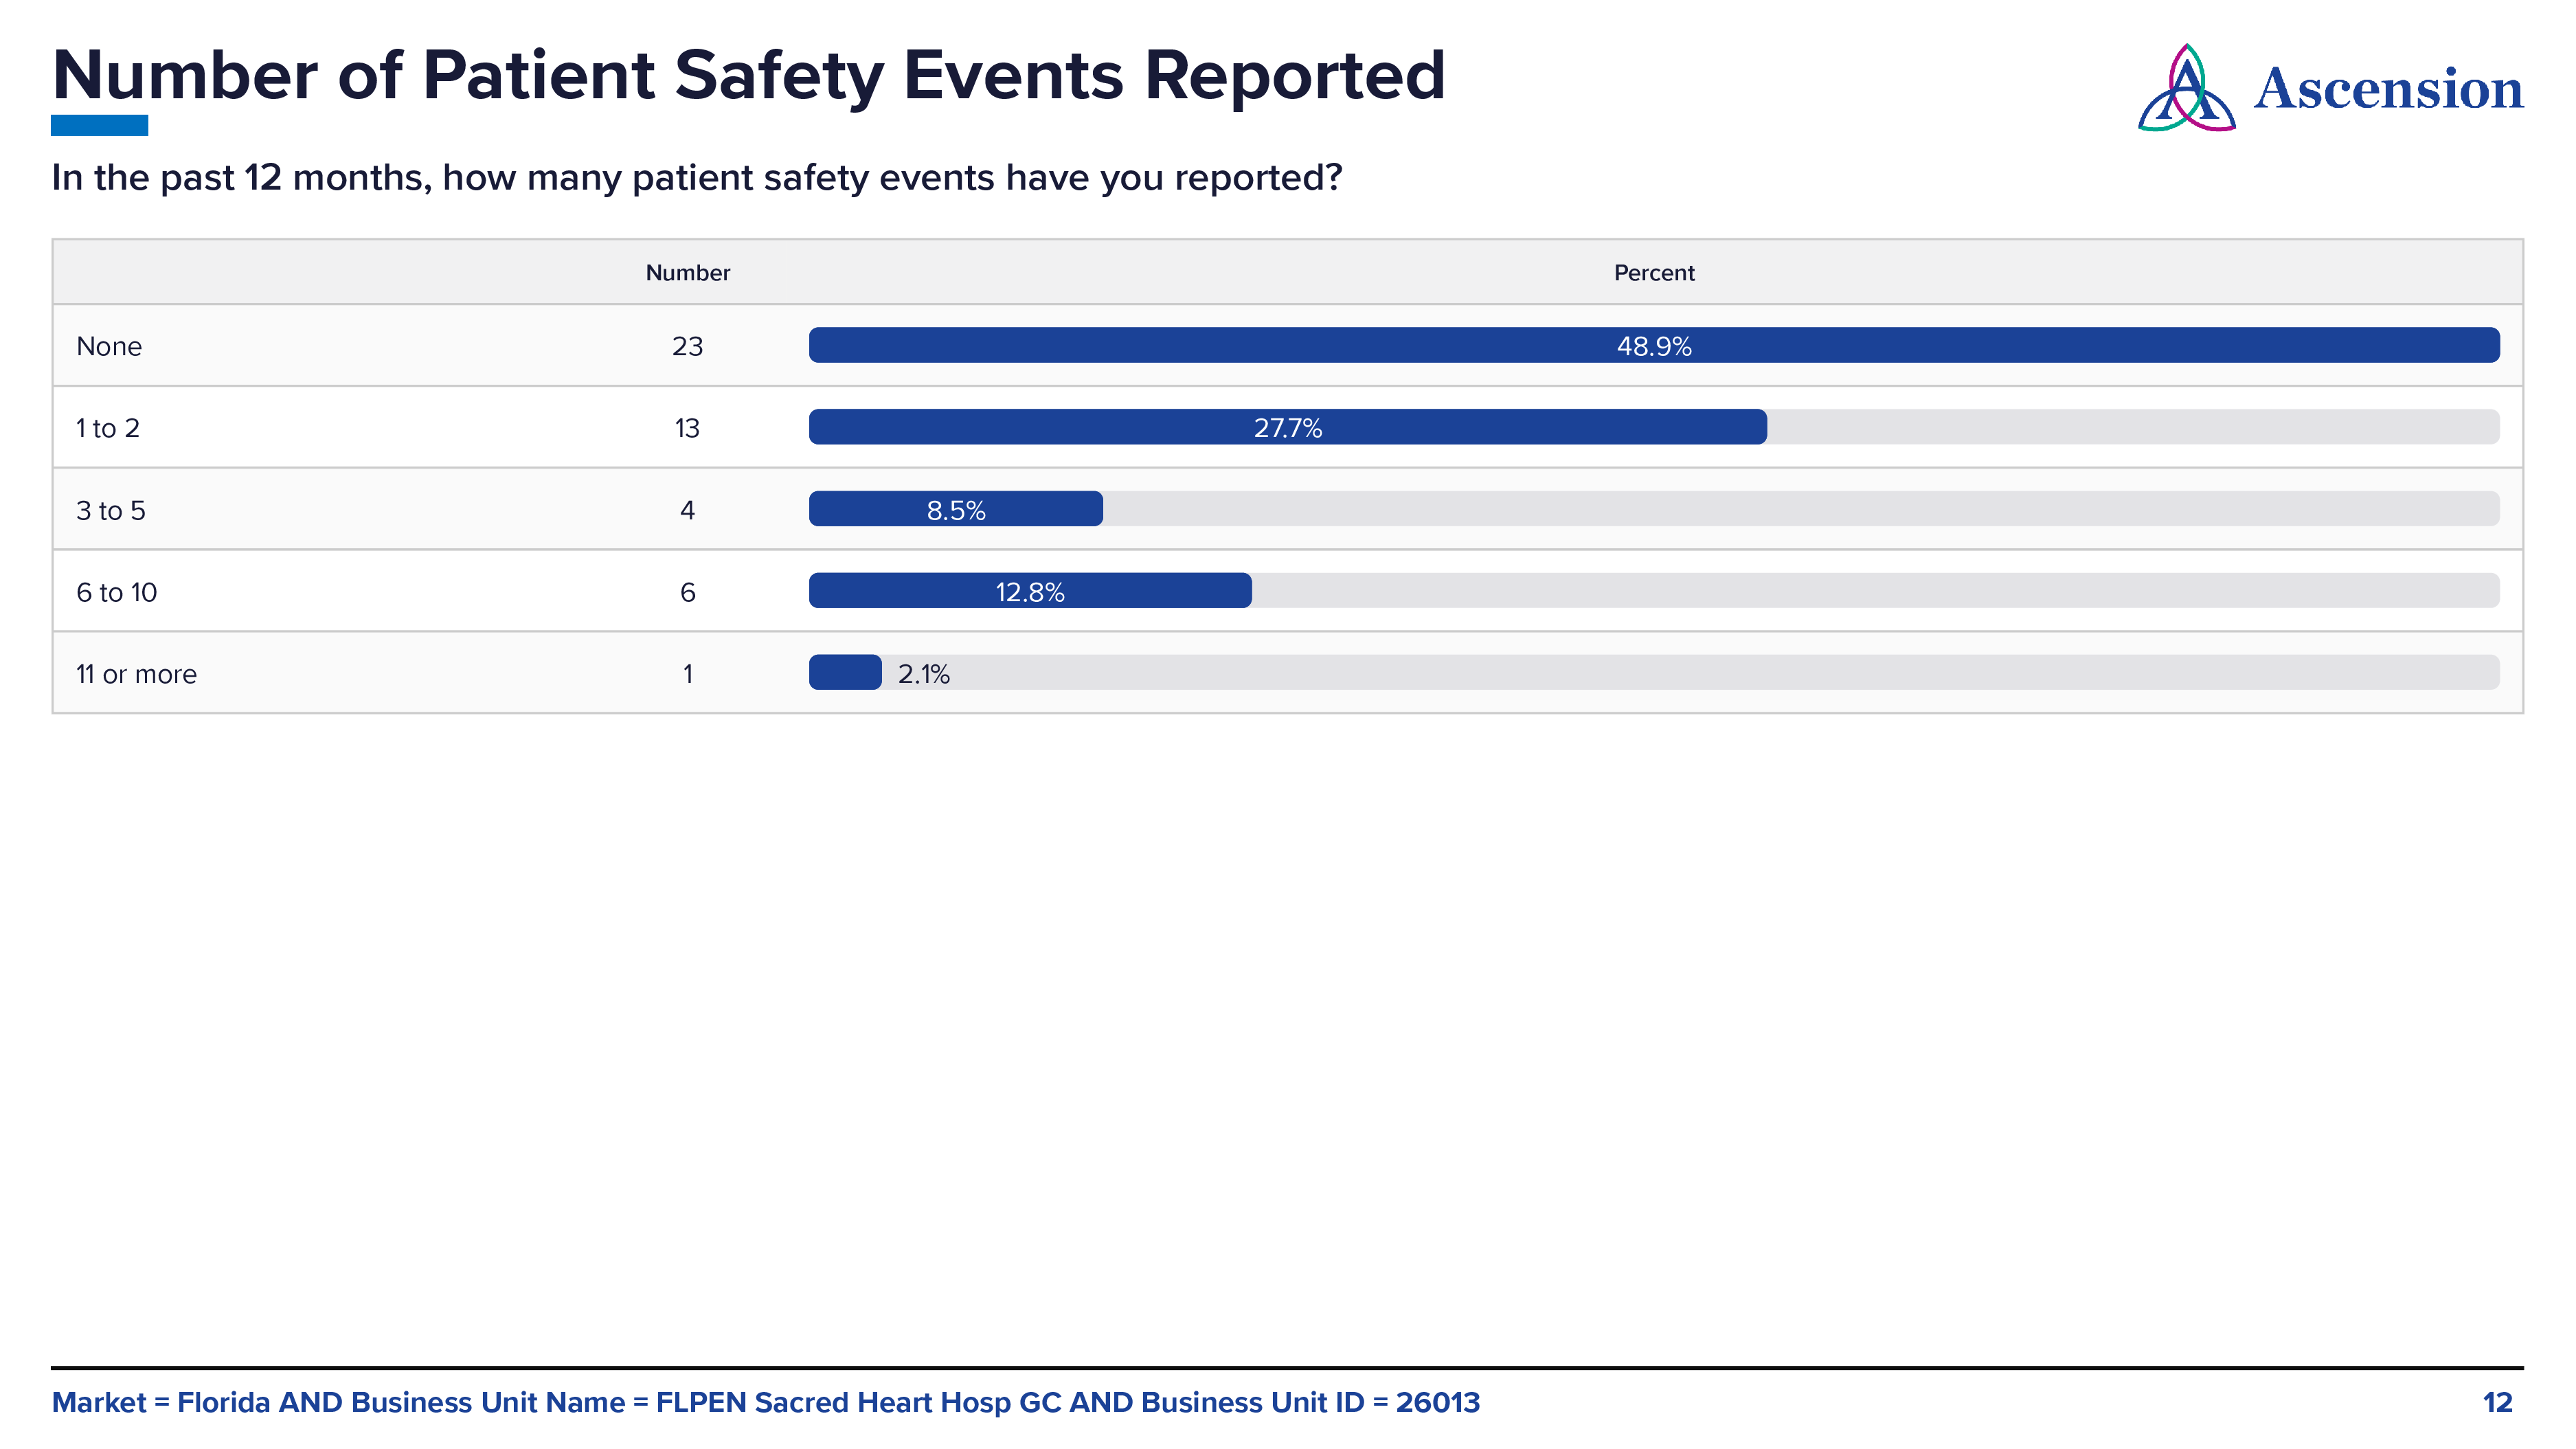 Number of Patient Safety Events Reported
Ascension
In the past 12 months, how many patient safety events have you reported?
Number Percent
None 23 48.9%
1 to 2 13 27.7%
3 to 5 4 8.5%
6 to 10 6 12.8%
11 or more 1 2.1%
Market = Florida AND Business Unit Name = FLPEN Sacred Heart Hosp GC AND Business Unit ID = 26013 12